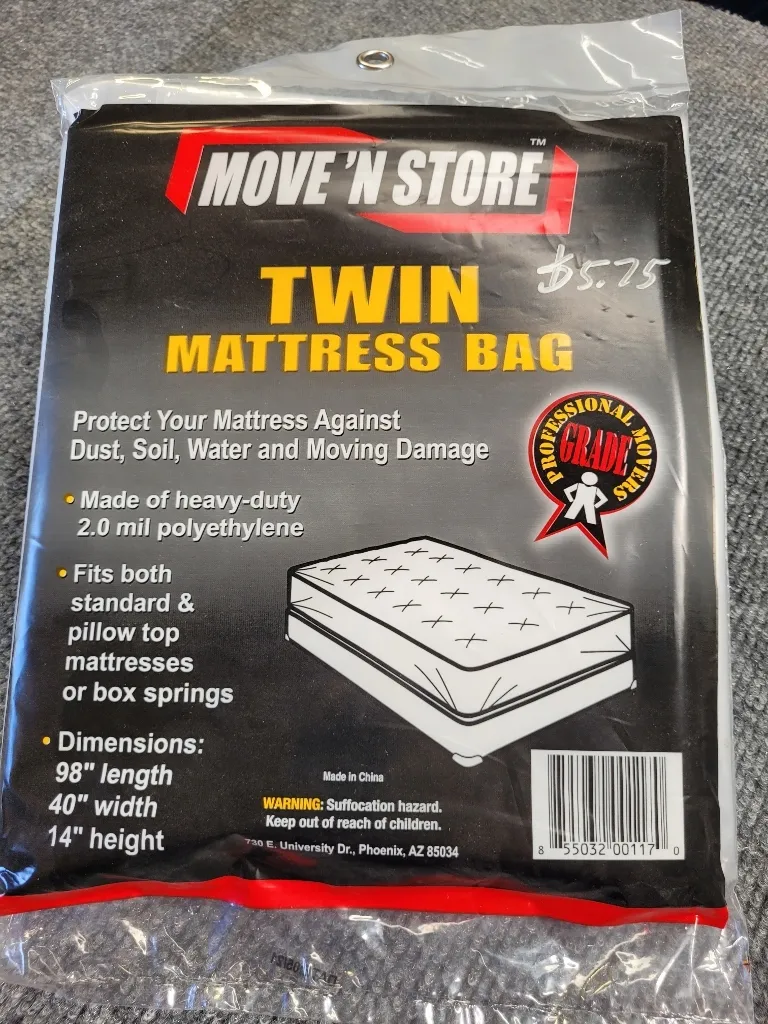 MOVE 'N STORE™
$5.75
TWIN
MATTRESS BAG
Protect Your Mattress Against
Dust, Soil, Water and Moving Damage
PROFESSIONAL MOVERS
GRADE
• Made of heavy-duty
2.0 mil polyethylene
• Fits both
standard &
pillow top
mattresses
or box springs
• Dimensions:
98" length
40" width
14" height
Made in China
WARNING: Suffocation hazard.
Keep out of reach of children.
730 E. University Dr., Phoenix, AZ 85034
8 55032 00117 0